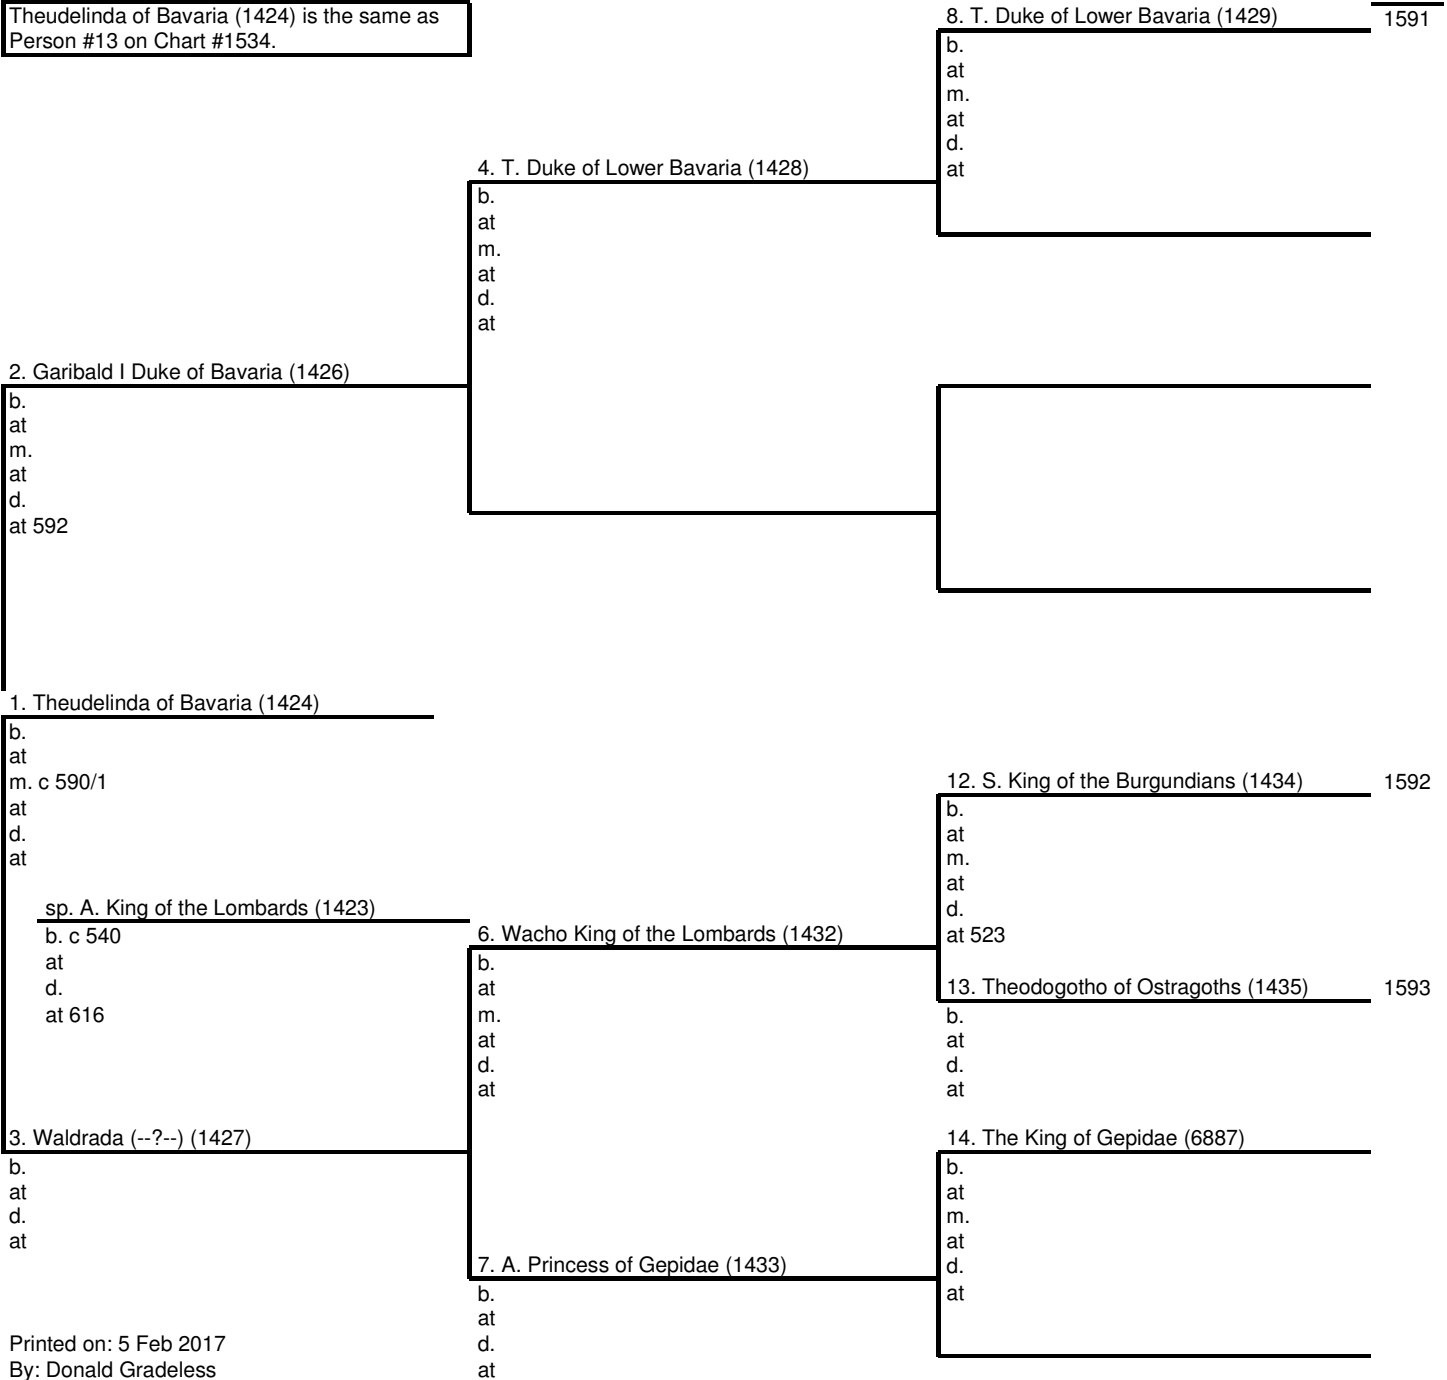 Theudelinda of Bavaria (1424) is the same as
Person #13 on Chart #1534.
8. T. Duke of Lower Bavaria (1429)
1591
b.
at
m.
at
d.
at
4. T. Duke of Lower Bavaria (1428)
b.
at
m.
at
d.
at
2. Garibald I Duke of Bavaria (1426)
b.
at
m.
at
d.
at 592
1. Theudelinda of Bavaria (1424)
b.
at
m. c 590/1
at
d.
at
sp. A. King of the Lombards (1423)
b. c 540
at
d.
at 616
12. S. King of the Burgundians (1434)
1592
b.
at
m.
at
d.
at 523
6. Wacho King of the Lombards (1432)
b.
at
m.
at
d.
at
13. Theodogotho of Ostragoths (1435)
1593
b.
at
d.
at
3. Waldrada (--?--) (1427)
b.
at
d.
at
14. The King of Gepidae (6887)
b.
at
m.
at
d.
at
7. A. Princess of Gepidae (1433)
b.
at
d.
at
Printed on: 5 Feb 2017
By: Donald Gradeless